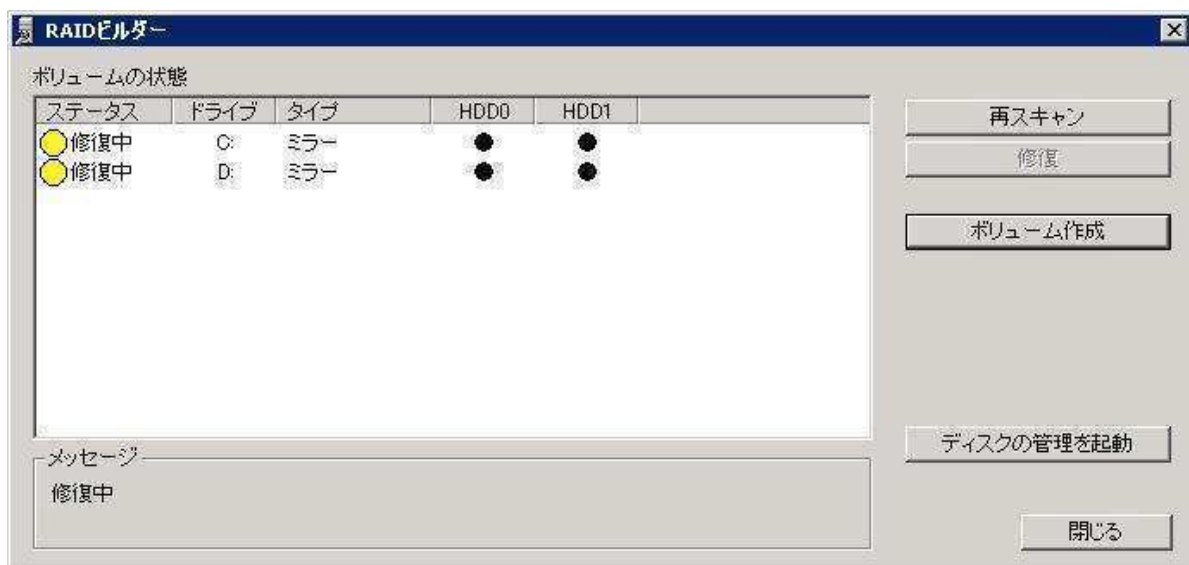 RAIDビルダー
ボリュームの状態
ステータス ドライブ タイプ HDD0 HDD1
修復中 C: ミラー
修復中 D: ミラー
再スキャン
修復
ボリューム作成
ディスクの管理を起動
メッセージ
修復中
閉じる